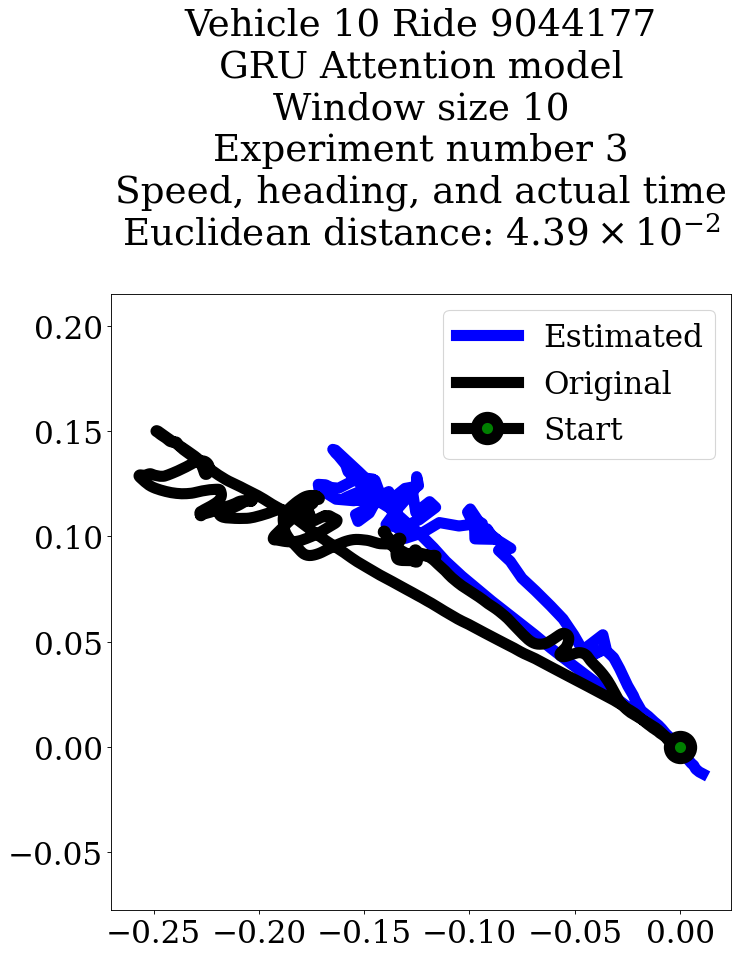 Vehicle 10 Ride 9044177
GRU Attention model
Window size 10
Experiment number 3
Speed, heading, and actual time
Euclidean distance: 4.39 × 10⁻²
Estimated
Original
Start
0.20
0.15
0.10
0.05
0.00
−0.05
−0.25 −0.20 −0.15 −0.10 −0.05 0.00